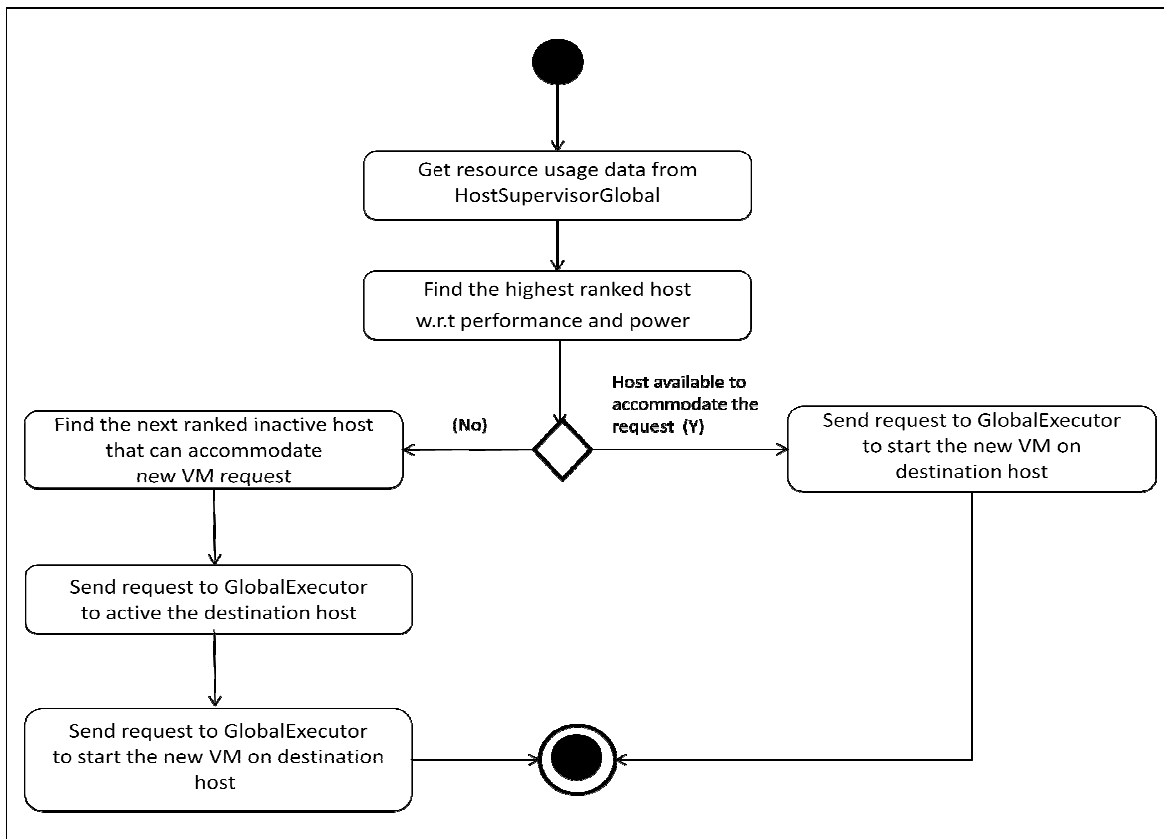 Get resource usage data from
HostSupervisorGlobal
Find the highest ranked host
w.r.t performance and power
Host available to
accommodate the
request (Y)
(No)
Find the next ranked inactive host
that can accommodate
new VM request
Send request to GlobalExecutor
to start the new VM on
destination host
Send request to GlobalExecutor
to active the destination host
Send request to GlobalExecutor
to start the new VM on destination
host